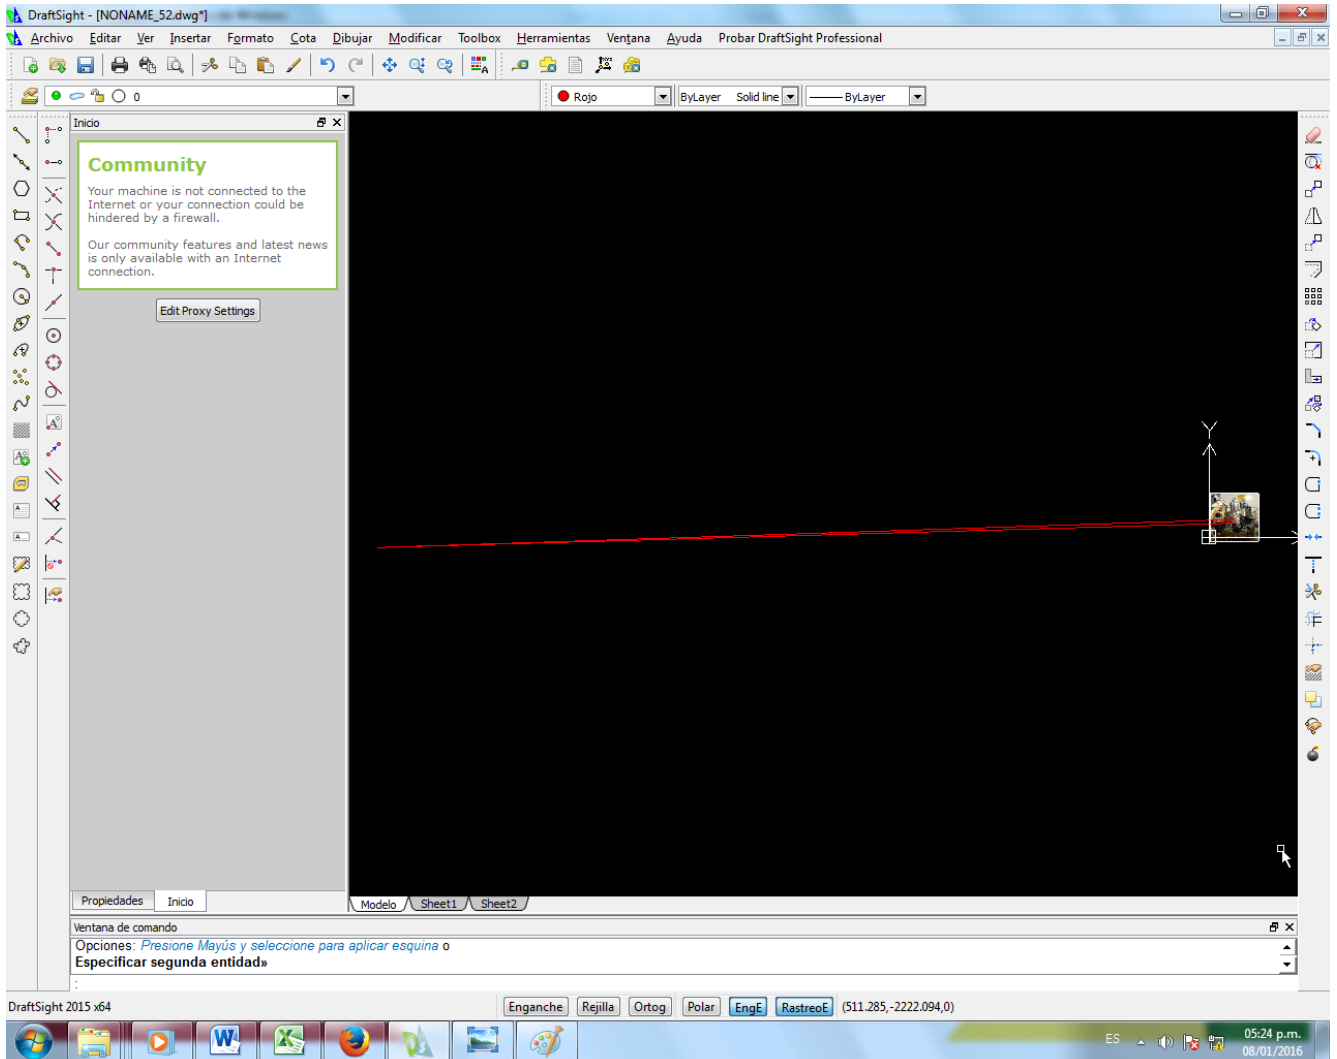 DraftSight - [NONAME_52.dwg*]
Archivo Editar Ver Insertar Formato Cota Dibujar Modificar Toolbox Herramientas Ventana Ayuda Probar DraftSight Professional
0 Rojo ByLayer Solid line ByLayer
Inicio
Community
Your machine is not connected to the
Internet or your connection could be
hindered by a firewall.
Our community features and latest news
is only available with an Internet
connection.
Edit Proxy Settings
Y
Propiedades Inicio
Modelo Sheet1 Sheet2
Ventana de comando
Opciones: Presione Mayús y seleccione para aplicar esquina o
Especificar segunda entidad»
:
DraftSight 2015 x64 Enganche Rejilla Ortog Polar EngE RastreoE (511.285,-2222.094,0)
ES 05:24 p.m.
08/01/2016